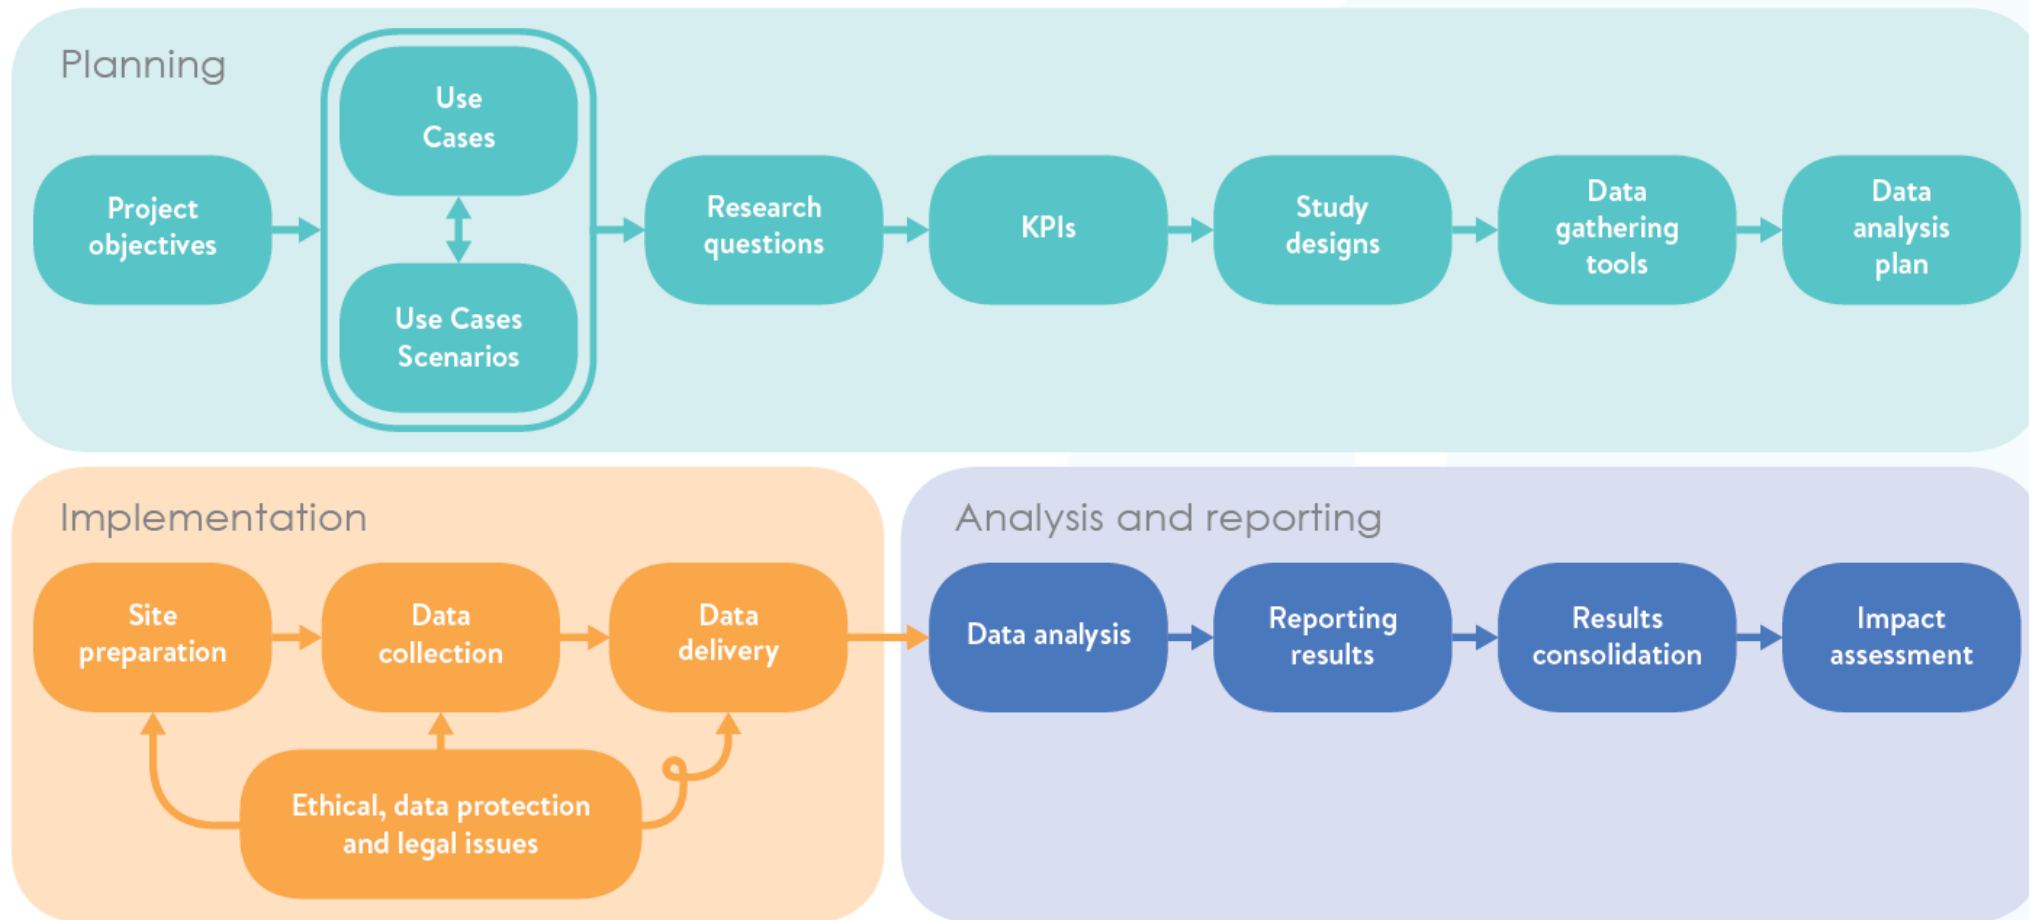 Planning
Use
Cases
Project
objectives
Use Cases
Scenarios
Research
questions
KPIs
Study
designs
Data
gathering
tools
Data
analysis
plan
Implementation
Site
preparation
Data
collection
Data
delivery
Ethical, data protection
and legal issues
Analysis and reporting
Data analysis
Reporting
results
Results
consolidation
Impact
assessment